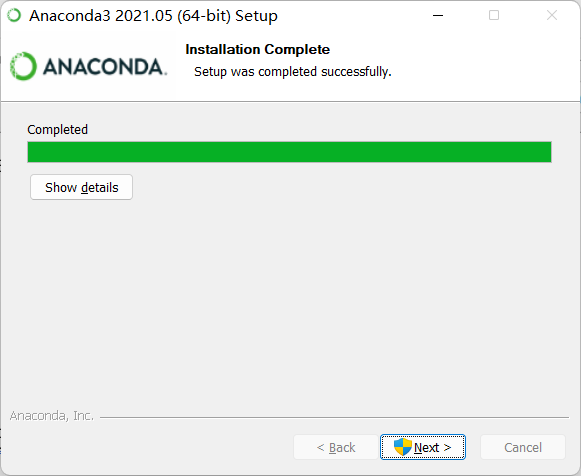 Anaconda3 2021.05 (64-bit) Setup
ANACONDA.
Installation Complete
Setup was completed successfully.
Completed
Show details
Anaconda, Inc.
< Back
Next >
Cancel